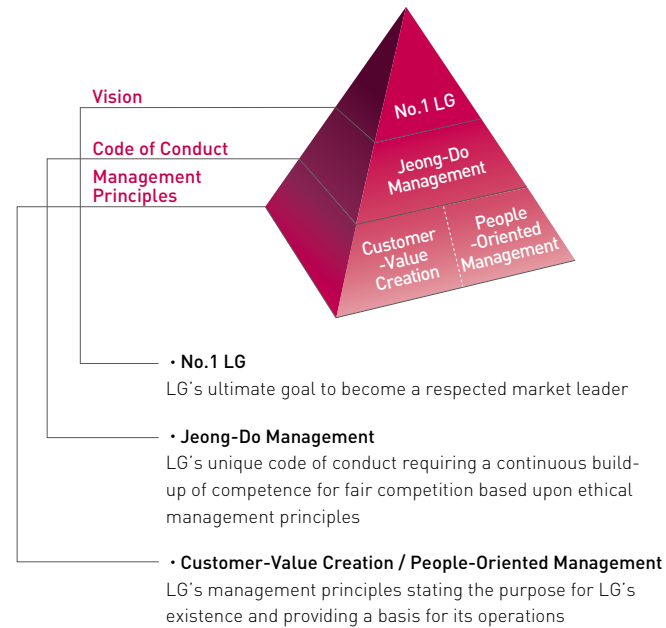 Vision
Code of Conduct
Management
Principles
No.1 LG
Jeong-Do
Management
Customer
-Value
Creation
People
-Oriented
Management
· No.1 LG
LG's ultimate goal to become a respected market leader
· Jeong-Do Management
LG's unique code of conduct requiring a continuous build-
up of competence for fair competition based upon ethical
management principles
· Customer-Value Creation / People-Oriented Management
LG's management principles stating the purpose for LG's
existence and providing a basis for its operations